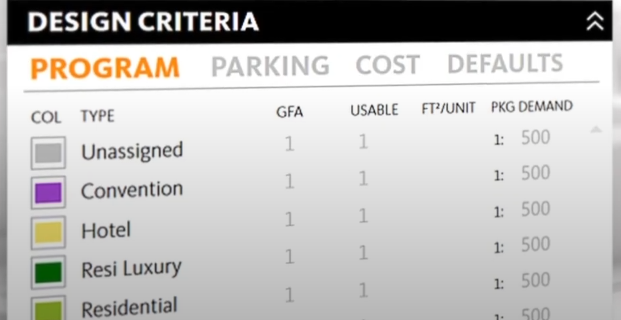 DESIGN CRITERIA
PROGRAM PARKING COST DEFAULTS
COL TYPE GFA USABLE FT²/UNIT PKG DEMAND
Unassigned 1 1 1: 500
Convention 1 1 1: 500
Hotel 1 1 1: 500
Resi Luxury 1 1 1: 500
Residential 1 1 1: 500